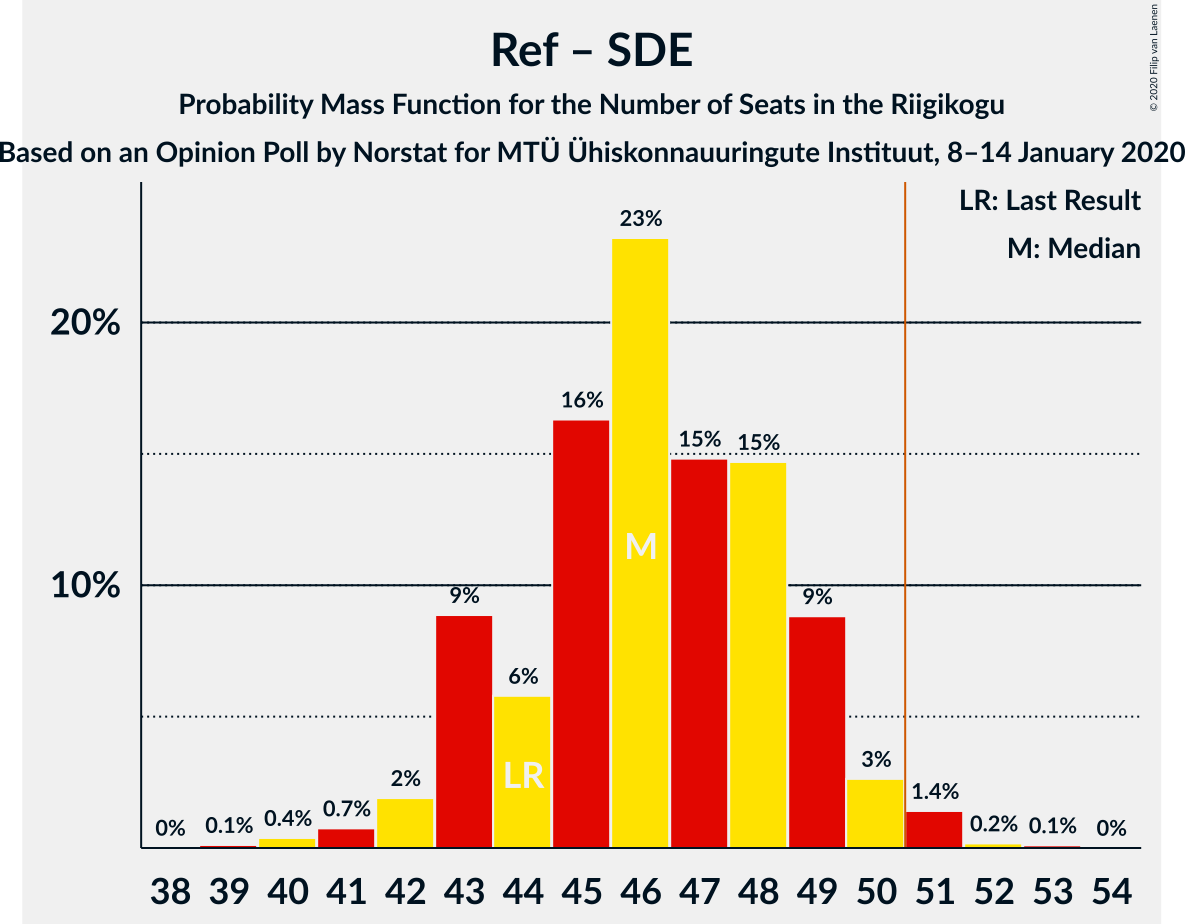 Ref – SDE
Probability Mass Function for the Number of Seats in the Riigikogu
Based on an Opinion Poll by Norstat for MTÜ Ühiskonnauuringute Instituut, 8–14 January 2020
© 2020 Filip van Laenen
LR: Last Result
M: Median
20%
10%
0% 0.1% 0.4% 0.7% 2% 9% 6% 16% 23% 15% 15% 9% 3% 1.4% 0.2% 0.1% 0%
M
LR
38 39 40 41 42 43 44 45 46 47 48 49 50 51 52 53 54